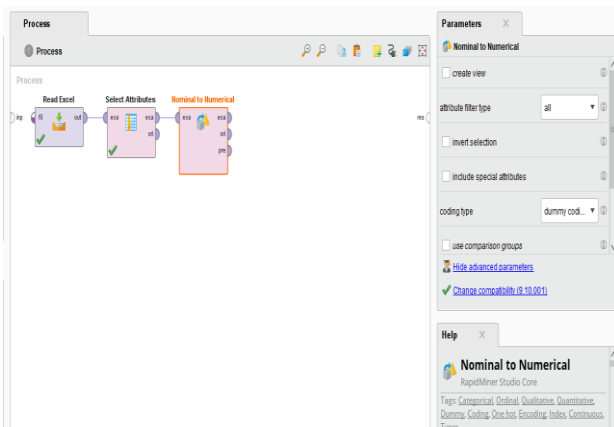 Process
Process
Process
Read Excel
Select Attributes
Nominal to Numerical
inp
fil
out
exa
exa
ori
exa
exa
ori
pre
res
Parameters X
Nominal to Numerical
create view
attribute filter type
all
invert selection
include special attributes
coding type
dummy codi...
use comparison groups
Hide advanced parameters
Change compatibility (9.10.001)
Help X
Nominal to Numerical
RapidMiner Studio Core
Tags: Categorical, Ordinal, Qualitative, Quantitative,
Dummy, Coding, One hot, Encoding, Index, Continuous,